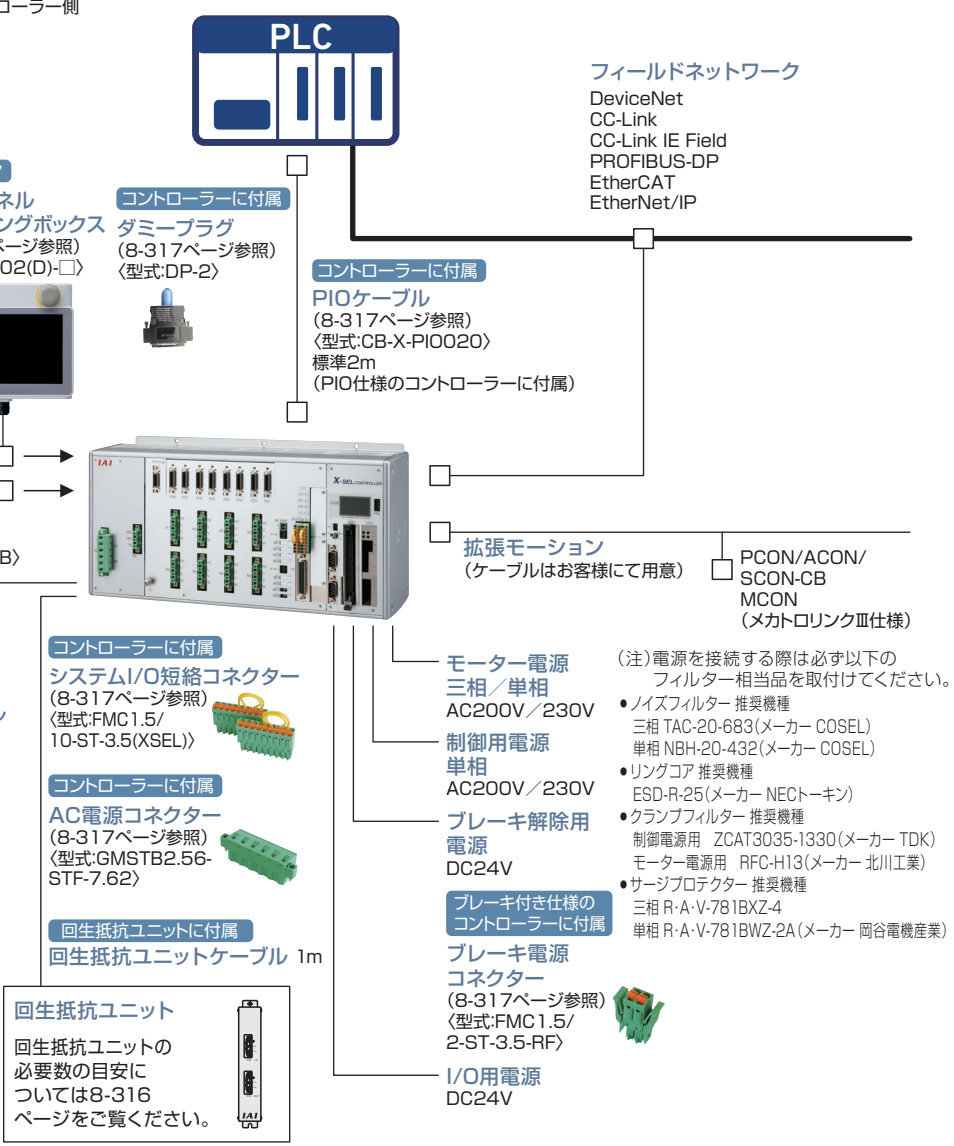 ローラー側
PLC
フィールドネットワーク
DeviceNet
CC-Link
CC-Link IE Field
PROFIBUS-DP
EtherCAT
EtherNet/IP
ネル
ングボックス
ページ参照)
02(D)-□〉
コントローラーに付属
ダミープラグ
(8-317ページ参照)
〈型式:DP-2〉
コントローラーに付属
PIOケーブル
(8-317ページ参照)
〈型式:CB-X-PIO020〉
標準2m
(PIO仕様のコントローラーに付属)
IAI
X-SEL CONTROLLER
B〉
拡張モーション
(ケーブルはお客様にて用意)
PCON/ACON/
SCON-CB
MCON
(メカトロリンクⅢ仕様)
コントローラーに付属
システムI/O短絡コネクター
(8-317ページ参照)
〈型式:FMC1.5/
10-ST-3.5(XSEL)〉
コントローラーに付属
AC電源コネクター
(8-317ページ参照)
〈型式:GMSTB2.56-
STF-7.62〉
回生抵抗ユニットに付属
回生抵抗ユニットケーブル 1m
回生抵抗ユニット
回生抵抗ユニットの
必要数の目安に
ついては8-316
ページをご覧ください。
IAI
モーター電源
三相／単相
AC200V／230V
制御用電源
単相
AC200V／230V
ブレーキ解除用
電源
DC24V
ブレーキ付き仕様の
コントローラーに付属
ブレーキ電源
コネクター
(8-317ページ参照)
〈型式:FMC1.5/
2-ST-3.5-RF〉
I/O用電源
DC24V
(注)電源を接続する際は必ず以下の
フィルター相当品を取付けてください。
●ノイズフィルター 推奨機種
三相 TAC-20-683(メーカー COSEL)
単相 NBH-20-432(メーカー COSEL)
●リングコア 推奨機種
ESD-R-25(メーカー NECトーキン)
●クランプフィルター 推奨機種
制御電源用 ZCAT3035-1330(メーカー TDK)
モーター電源用 RFC-H13(メーカー 北川工業)
●サージプロテクター 推奨機種
三相 R・A・V-781BXZ-4
単相 R・A・V-781BWZ-2A(メーカー 岡谷電機産業)